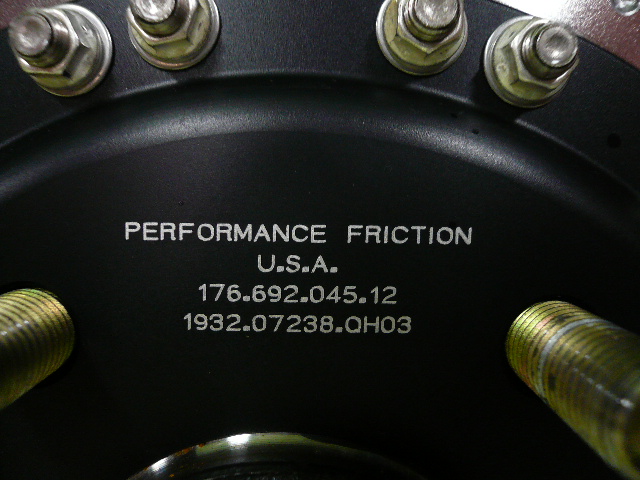 PERFORMANCE FRICTION
U.S.A.
176.692.045.12
1932.07238.QH03